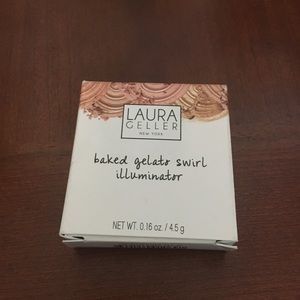 LAURA
GELLER
NEW YORK
baked gelato swirl
illuminator
NET WT. 0.16 oz. / 4.5 g